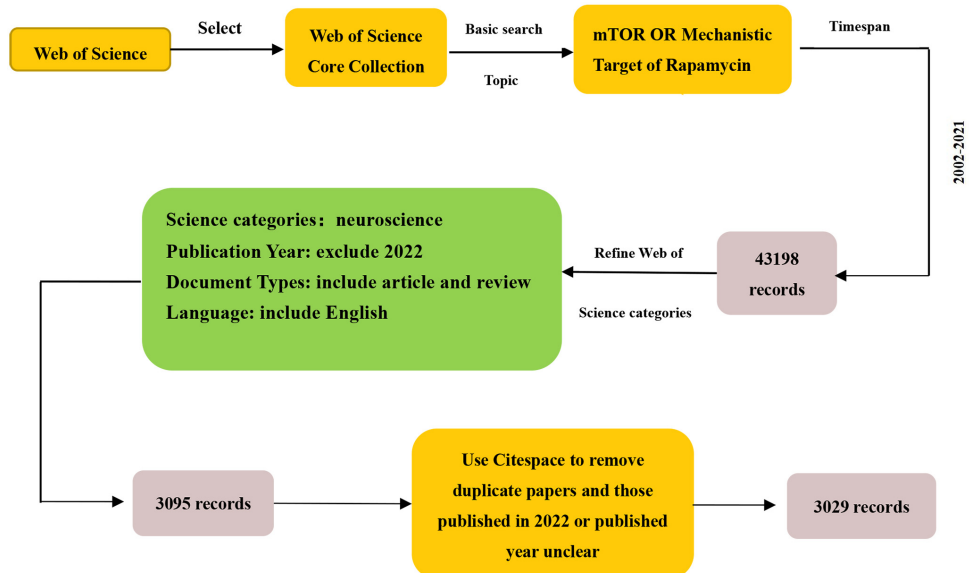 Web of Science
Select
Web of Science
Core Collection
Basic search
Topic
mTOR OR Mechanistic
Target of Rapamycin
Timespan
2002-2021
43198
records
Refine Web of
Science categories
Science categories：neuroscience
Publication Year: exclude 2022
Document Types: include article and review
Language: include English
3095 records
Use Citespace to remove
duplicate papers and those
published in 2022 or published
year unclear
3029 records